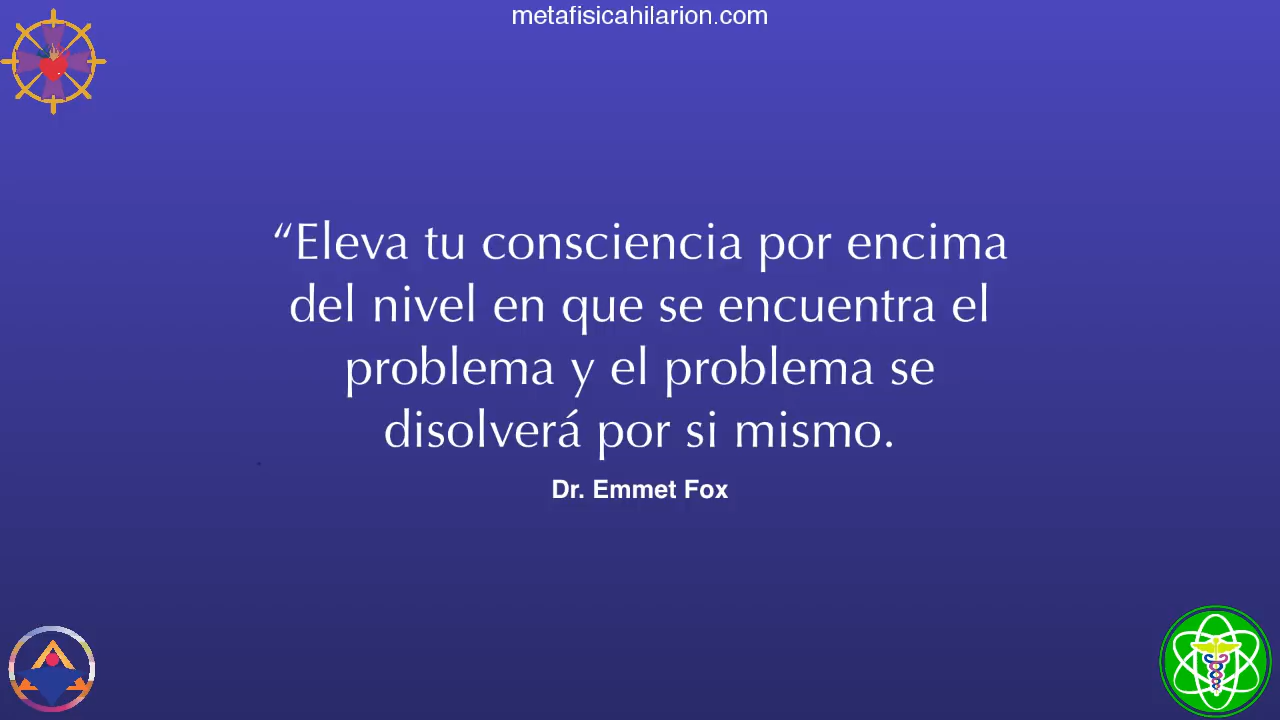 metafisicahilarion.com
“Eleva tu consciencia por encima
del nivel en que se encuentra el
problema y el problema se
disolverá por si mismo.
Dr. Emmet Fox